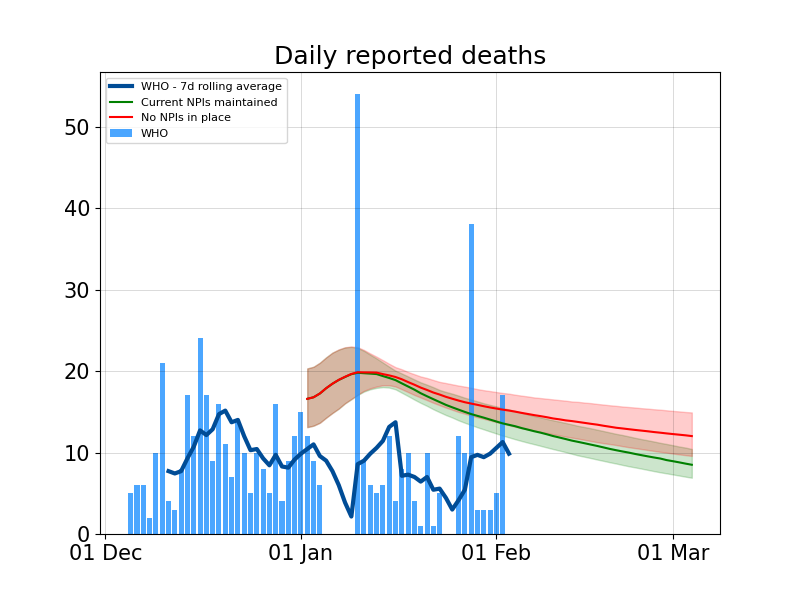 Daily reported deaths
WHO - 7d rolling average
Current NPIs maintained
No NPIs in place
WHO
50
40
30
20
10
0
01 Dec
01 Jan
01 Feb
01 Mar